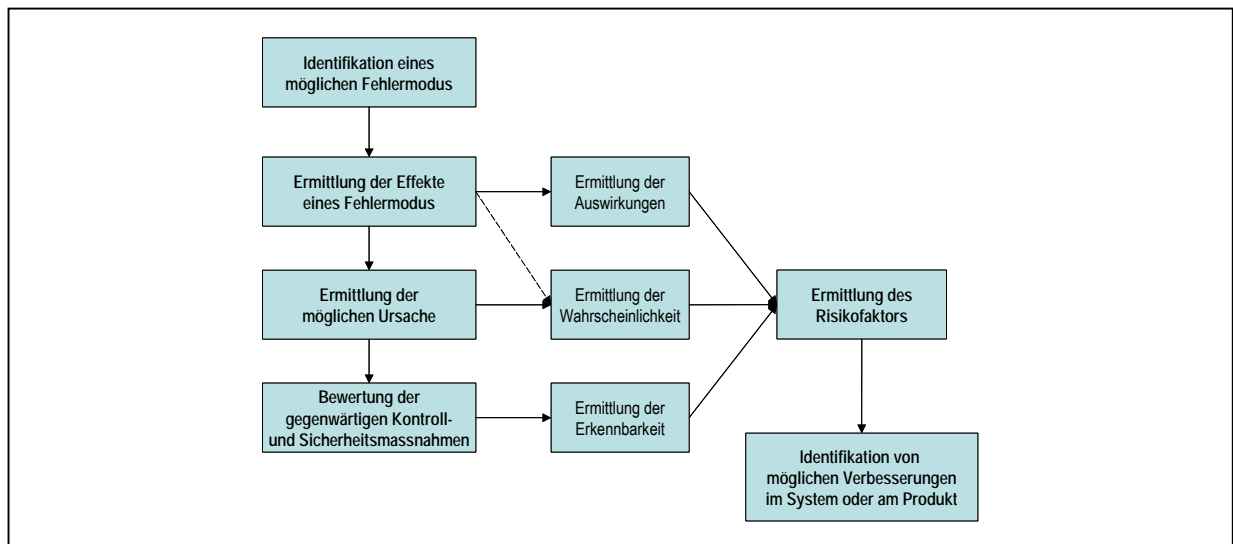 Identifikation eines
möglichen Fehlermodus
Ermittlung der Effekte
eines Fehlermodus
Ermittlung der
Auswirkungen
Ermittlung der
möglichen Ursache
Ermittlung der
Wahrscheinlichkeit
Ermittlung des
Risikofaktors
Bewertung der
gegenwärtigen Kontroll-
und Sicherheitsmassnahmen
Ermittlung der
Erkennbarkeit
Identifikation von
möglichen Verbesserungen
im System oder am Produkt